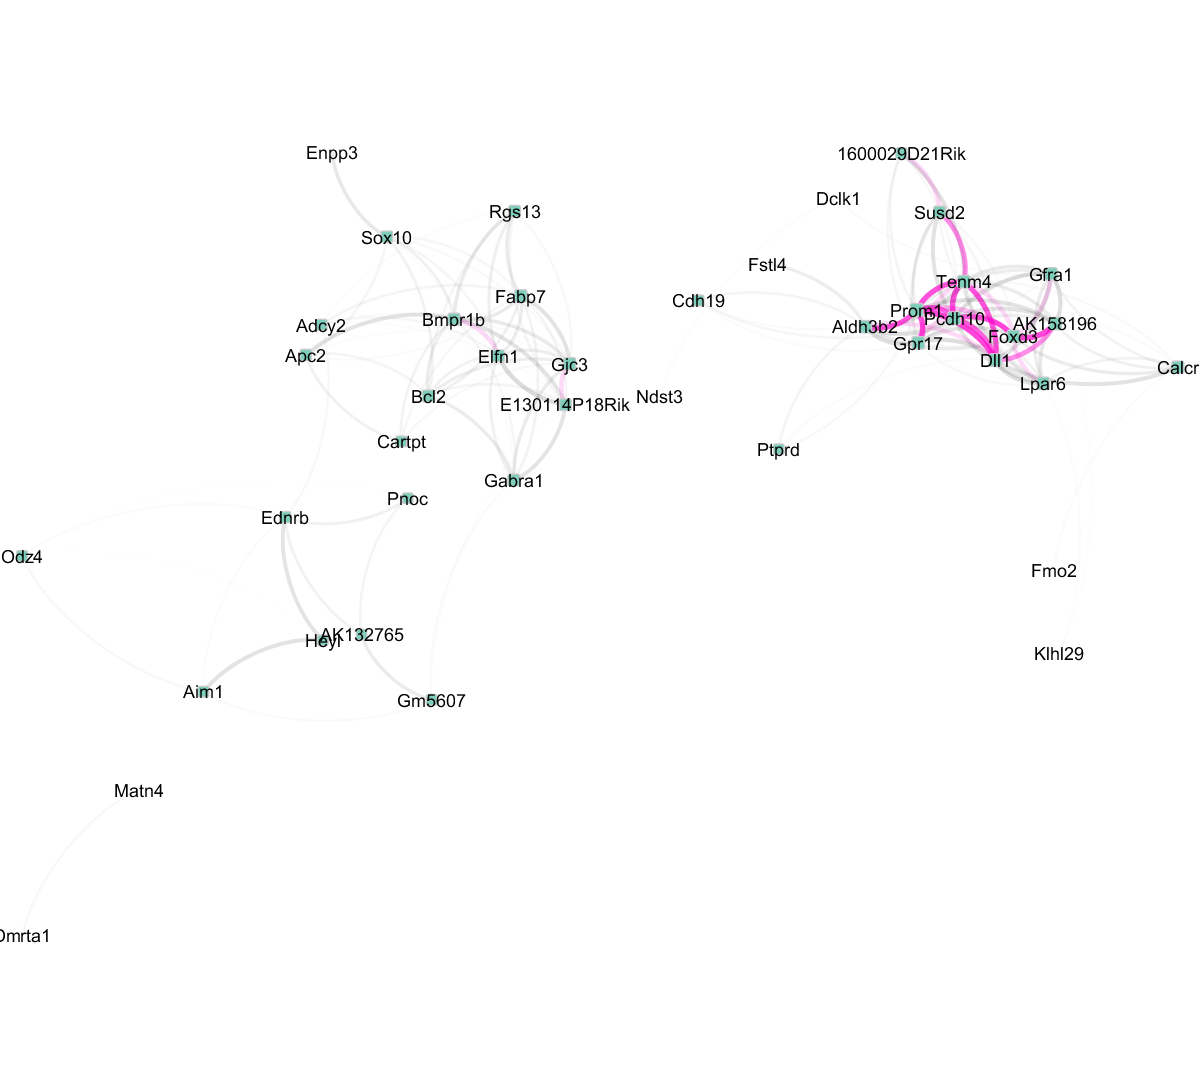 Enpp3
1600029D21Rik
Dclk1
Rgs13
Susd2
Sox10
Fstl4
Gfra1
Tenm4
Fabp7
Cdh19
Prom1
Bmpr1b
Pcdh10
Adcy2
AK158196
Aldh3b2
Foxd3
Gpr17
Apc2
Elfn1
Dll1
Gjc3
Calcr
Lpar6
Bcl2
Ndst3
E130114P18Rik
Cartpt
Ptprd
Gabra1
Pnoc
Ednrb
Odz4
Fmo2
AK132765
Heyl
Klhl29
Aim1
Gm5607
Matn4
Dmrta1